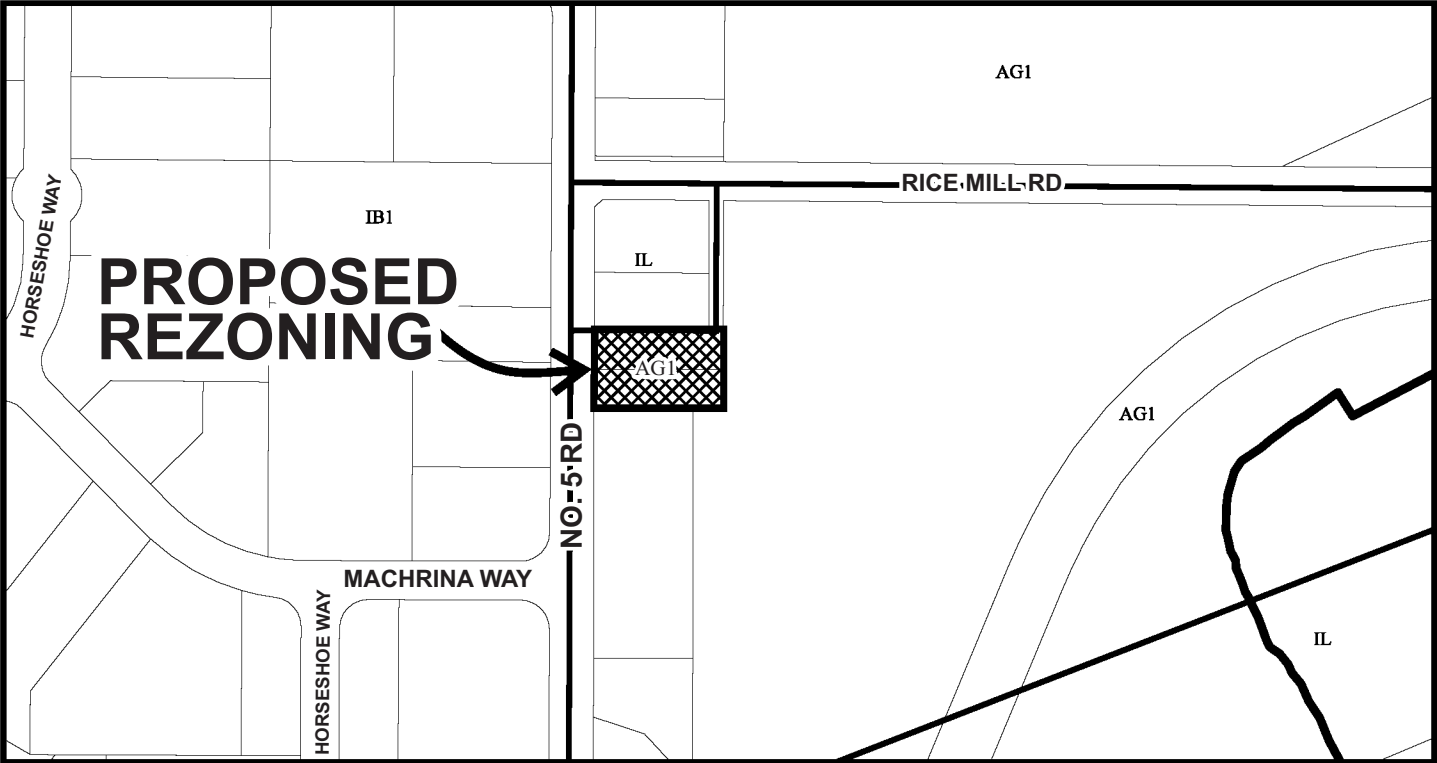 AG1
RICE MILL RD
HORSESHOE WAY
IB1
IL
PROPOSED
REZONING
AG1
AG1
NO. 5 RD
MACHRINA WAY
HORSESHOE WAY
IL